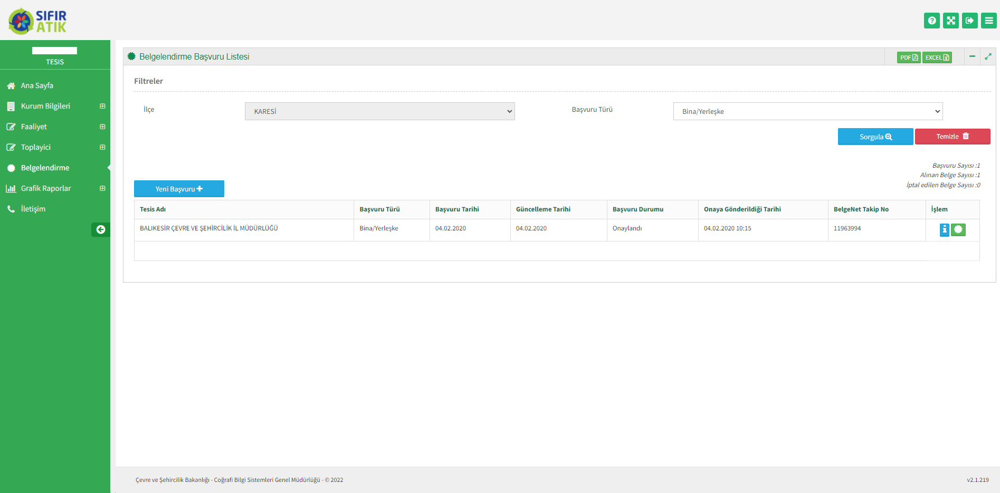 SIFIR
ATIK
TESIS
Ana Sayfa
Kurum Bilgileri
Faaliyet
Toplayici
Belgelendirme
Grafik Raporlar
İletişim
Belgelendirme Başvuru Listesi
PDF EXCEL
Filtreler
İlçe KARESİ Başvuru Türü Bina/Yerleşke
Sorgula Temizle
Başvuru Sayısı :1
Alınan Belge Sayısı :1
İptal edilen Belge Sayısı :0
Yeni Başvuru
Tesis Adı Başvuru Türü Başvuru Tarihi Güncelleme Tarihi Başvuru Durumu Onaya Gönderildiği Tarihi BelgeNet Takip No İşlem
BALIKESİR ÇEVRE VE ŞEHİRCİLİK İL MÜDÜRLÜĞÜ Bina/Yerleşke 04.02.2020 04.02.2020 Onaylandı 04.02.2020 10:15 11963994
Çevre ve Şehircilik Bakanlığı - Coğrafi Bilgi Sistemleri Genel Müdürlüğü - © 2022 v2.1.219